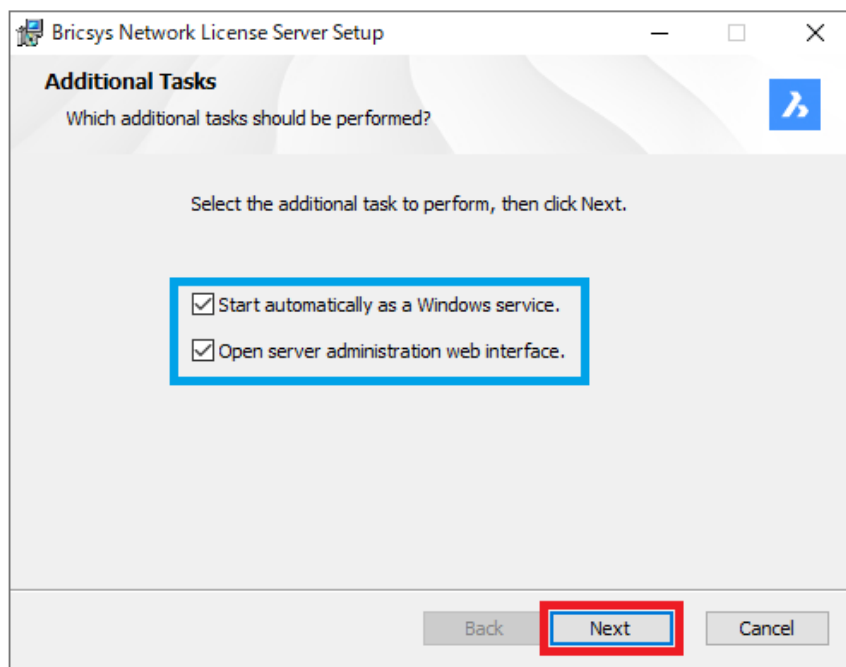 Bricsys Network License Server Setup
Additional Tasks
Which additional tasks should be performed?
Select the additional task to perform, then click Next.
Start automatically as a Windows service.
Open server administration web interface.
Back Next Cancel